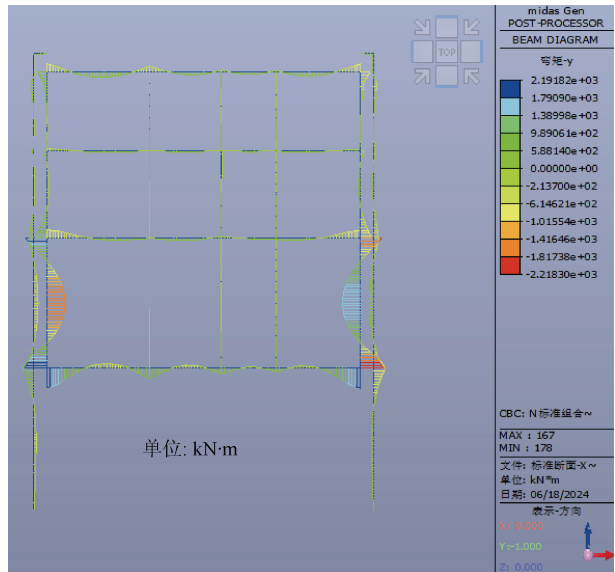 midas Gen
POST-PROCESSOR
BEAM DIAGRAM
弯矩-y
2.19182e+03
1.79090e+03
1.38998e+03
9.89061e+02
5.88140e+02
0.00000e+00
-2.13700e+02
-6.14621e+02
-1.01554e+03
-1.41646e+03
-1.81738e+03
-2.21830e+03
TOP
单位: kN·m
CBC: N标准组合~
MAX : 167
MIN : 178
文件: 标准断面-X~
单位: kN*m
日期: 06/18/2024
表示-方向
X: 0.000
Y:-1.000
Z: 0.000